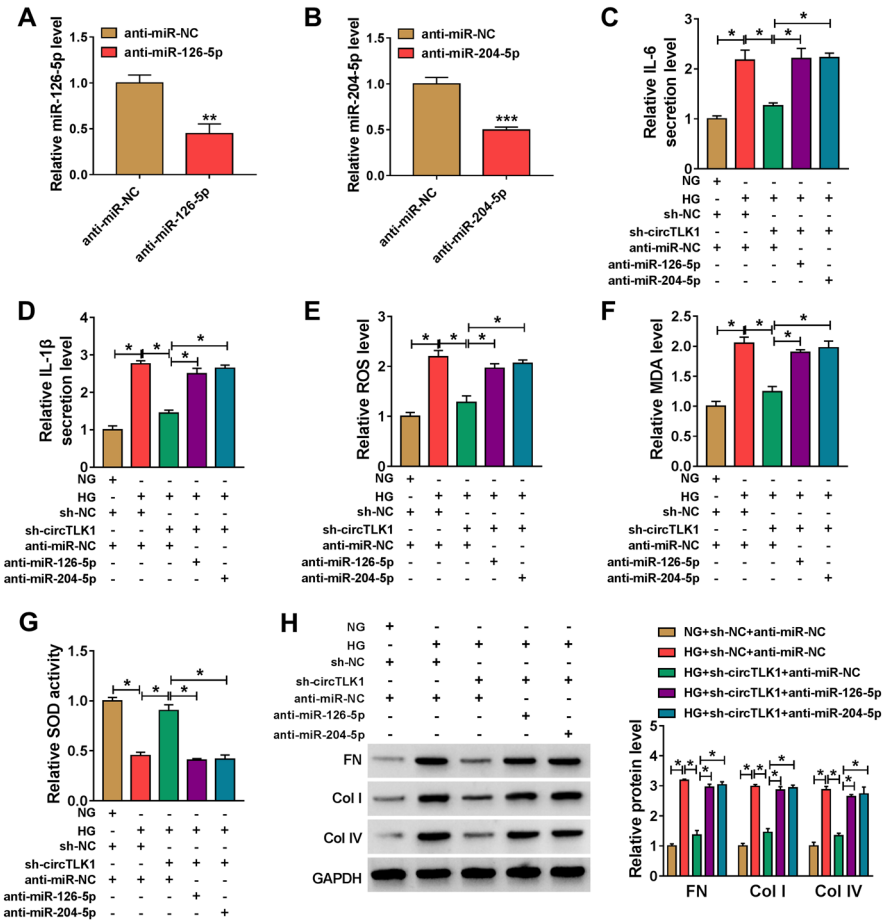 A
Relative miR-126-5p level
anti-miR-NC
anti-miR-126-5p
1.5
1.0
0.5
0.0
**
anti-miR-NC
anti-miR-126-5p
B
Relative miR-204-5p level
anti-miR-NC
anti-miR-204-5p
1.5
1.0
0.5
0.0
***
anti-miR-NC
anti-miR-204-5p
C
Relative IL-6
secretion level
3
2
1
0
* * * *
NG + - - - -
HG - + + + +
sh-NC + + - - -
sh-circTLK1 - - + + +
anti-miR-NC + + + - -
anti-miR-126-5p - - - + -
anti-miR-204-5p - - - - +
D
Relative IL-1β
secretion level
4
3
2
1
0
* * * *
NG + - - - -
HG - + + + +
sh-NC + + - - -
sh-circTLK1 - - + + +
anti-miR-NC + + + - -
anti-miR-126-5p - - - + -
anti-miR-204-5p - - - - +
E
Relative ROS level
3
2
1
0
* * * *
NG + - - - -
HG - + + + +
sh-NC + + - - -
sh-circTLK1 - - + + +
anti-miR-NC + + + - -
anti-miR-126-5p - - - + -
anti-miR-204-5p - - - - +
F
Relative MDA level
2.5
2.0
1.5
1.0
0.5
0.0
* * * *
NG + - - - -
HG - + + + +
sh-NC + + - - -
sh-circTLK1 - - + + +
anti-miR-NC + + + - -
anti-miR-126-5p - - - + -
anti-miR-204-5p - - - - +
G
Relative SOD activity
1.5
1.0
0.5
0.0
* * * *
NG + - - - -
HG - + + + +
sh-NC + + - - -
sh-circTLK1 - - + + +
anti-miR-NC + + + - -
anti-miR-126-5p - - - + -
anti-miR-204-5p - - - - +
H
NG + - - - -
HG - + + + +
sh-NC + + - - -
sh-circTLK1 - - + + +
anti-miR-NC + + + - -
anti-miR-126-5p - - - + -
anti-miR-204-5p - - - - +
FN
Col I
Col IV
GAPDH
NG+sh-NC+anti-miR-NC
HG+sh-NC+anti-miR-NC
HG+sh-circTLK1+anti-miR-NC
HG+sh-circTLK1+anti-miR-126-5p
HG+sh-circTLK1+anti-miR-204-5p
Relative protein level
5
4
3
2
1
0
* * * * * * * * * * * *
FN Col I Col IV